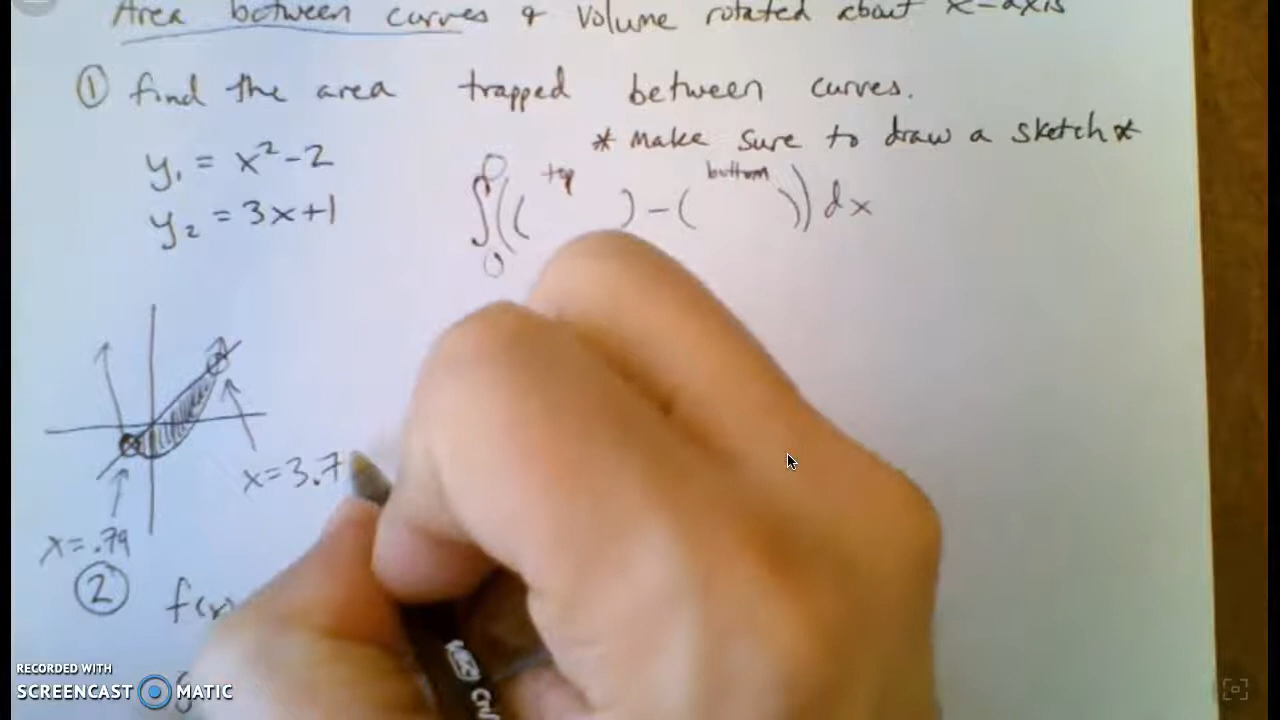 Area between curves & Volume rotated about x-axis
① find the area trapped between curves.
* make sure to draw a sketch *
y₁ = x²-2
y₂ = 3x+1
top bottom
∫(( )-( ))dx
x=3.7
x=.79
② f(x)
RECORDED WITH
SCREENCAST MATIC